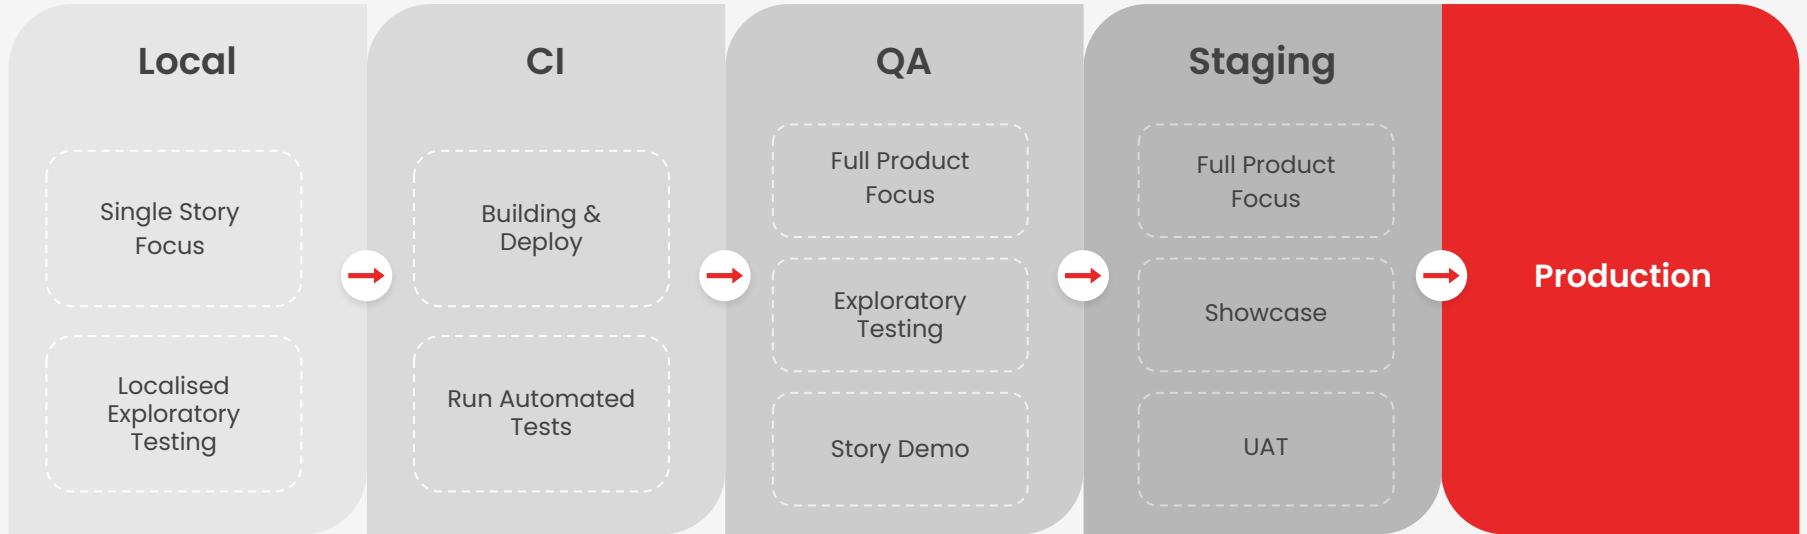 Local
Single Story
Focus
Localised
Exploratory
Testing
CI
Building &
Deploy
Run Automated
Tests
QA
Full Product
Focus
Exploratory
Testing
Story Demo
Staging
Full Product
Focus
Showcase
UAT
Production